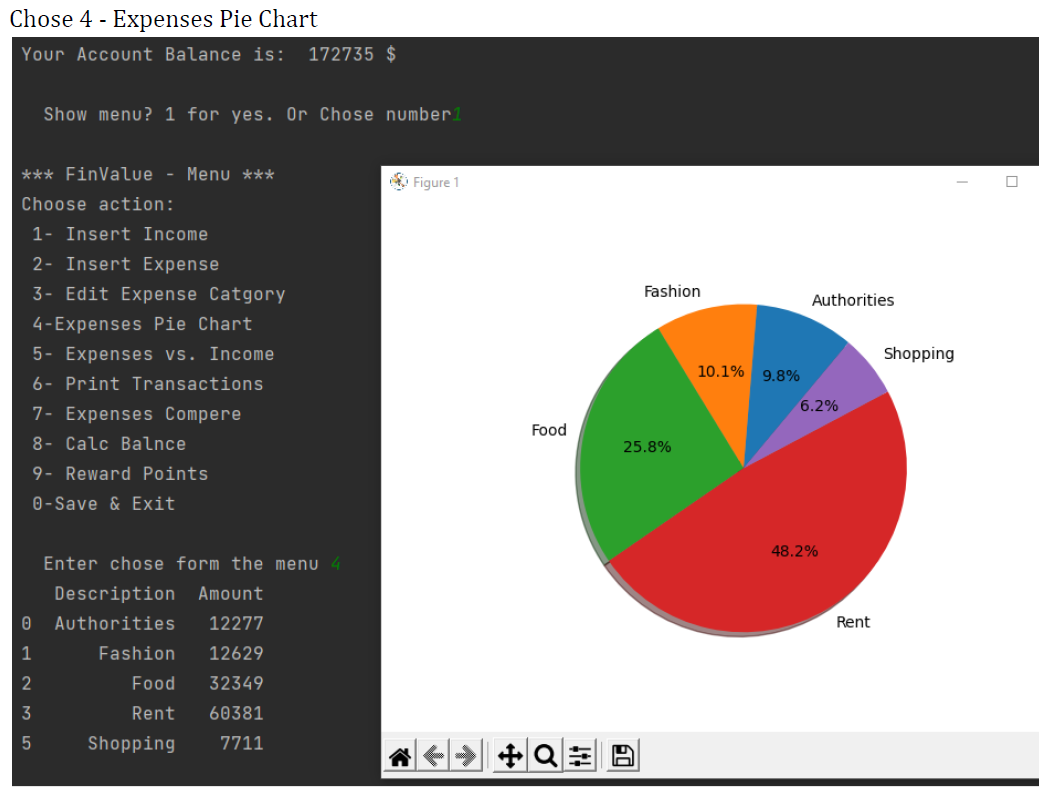 Chose 4 - Expenses Pie Chart
Your Account Balance is:  172735 $
Show menu? 1 for yes. Or Chose number1
*** FinValue - Menu ***
Choose action:
1- Insert Income
2- Insert Expense
3- Edit Expense Catgory
4-Expenses Pie Chart
5- Expenses vs. Income
6- Print Transactions
7- Expenses Compere
8- Calc Balnce
9- Reward Points
0-Save & Exit
Enter chose form the menu 4
Description  Amount
0  Authorities   12277
1      Fashion   12629
2         Food   32349
3         Rent   60381
5     Shopping    7711
Figure 1
Fashion
Authorities
Shopping
10.1%
9.8%
6.2%
Food
25.8%
48.2%
Rent